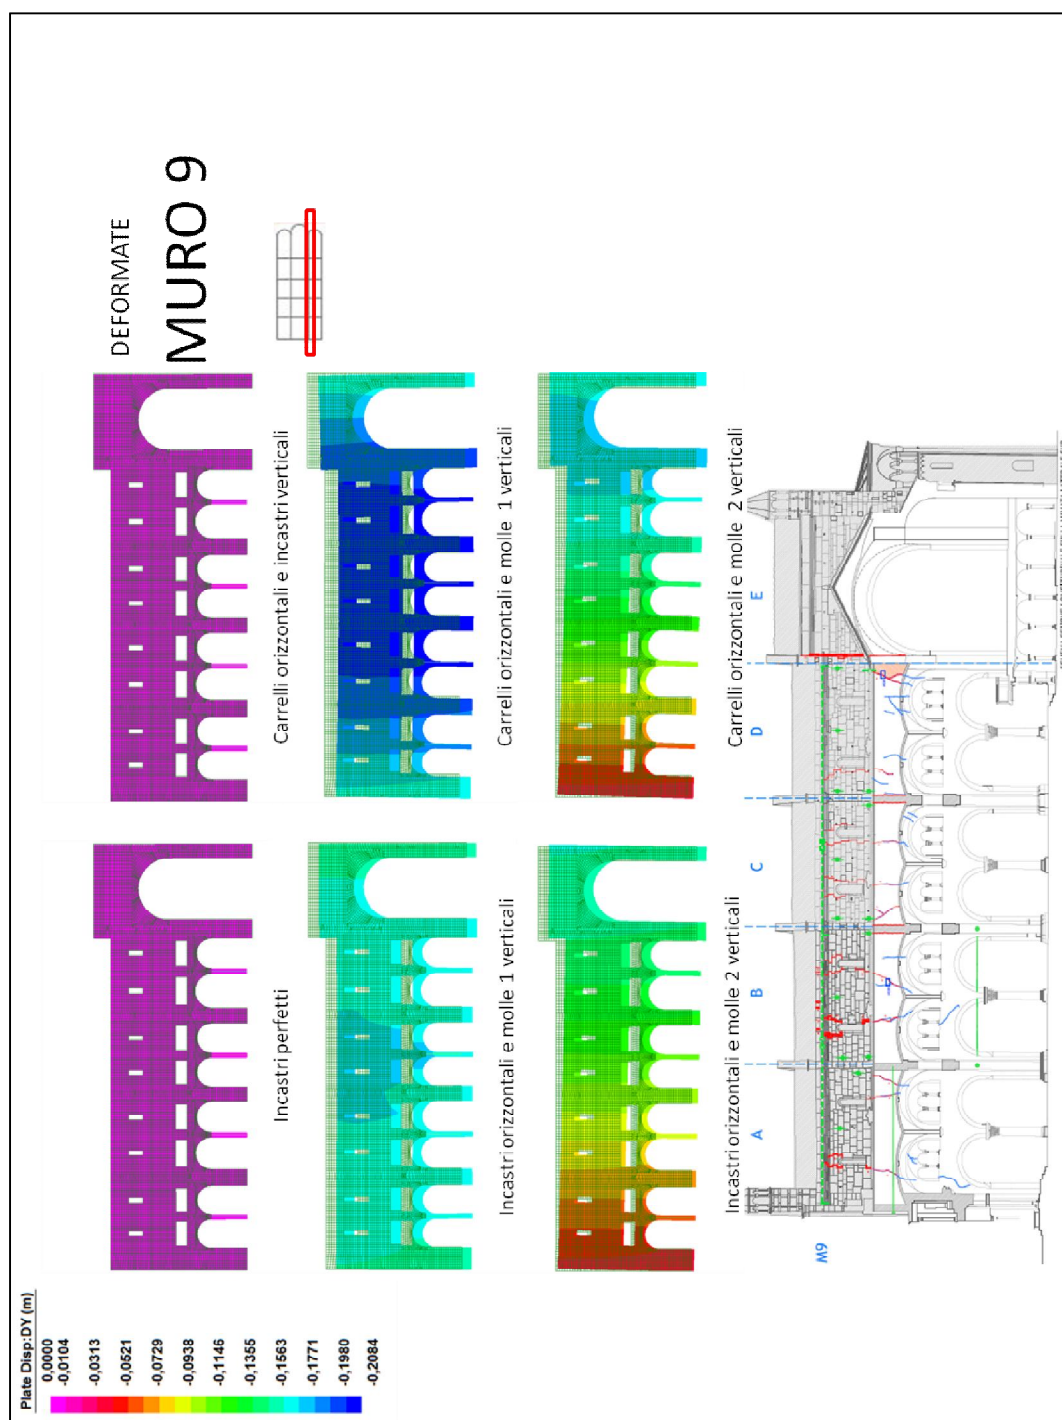 DEFORMATE
MURO 9
Plate Disp:DY (m)
0,0000
-0,0104
-0,0313
-0,0521
-0,0729
-0,0938
-0,1146
-0,1355
-0,1563
-0,1771
-0,1980
-0,2084
Incastri perfetti
Carrelli orizzontali e incastri verticali
Incastri orizzontali e molle 1 verticali
Carrelli orizzontali e molle 1 verticali
Incastri orizzontali e molle 2 verticali
Carrelli orizzontali e molle 2 verticali
M9
A
B
C
D
E